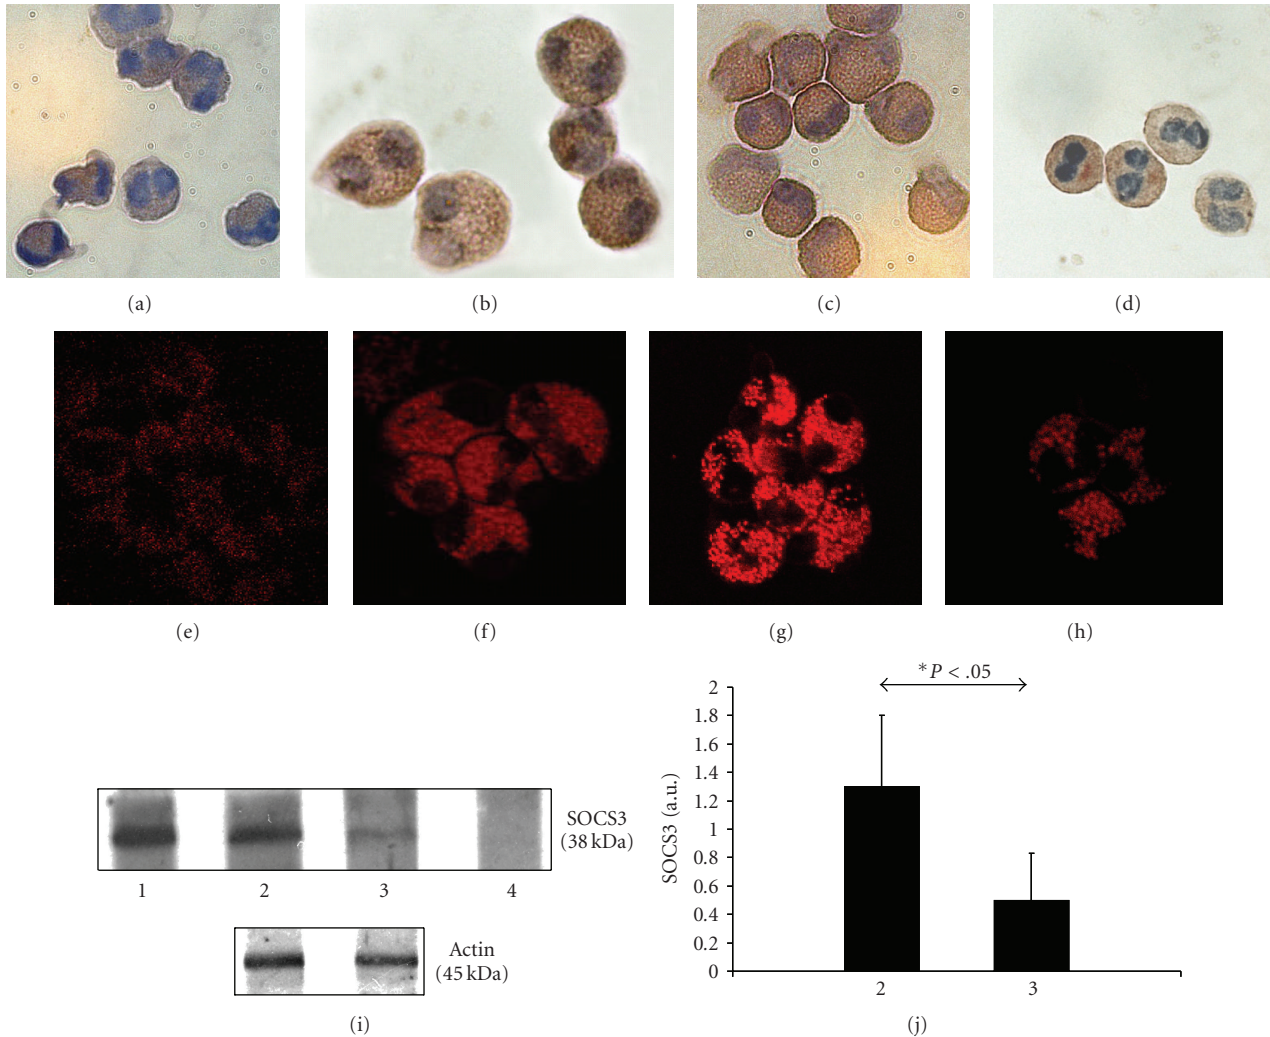 (a)
(b)
(c)
(d)
(e)
(f)
(g)
(h)
SOCS3
(38 kDa)
1
2
3
4
Actin
(45 kDa)
(i)
*P < .05
SOCS3 (a.u.)
2
1.8
1.6
1.4
1.2
1
0.8
0.6
0.4
0.2
0
2
3
(j)